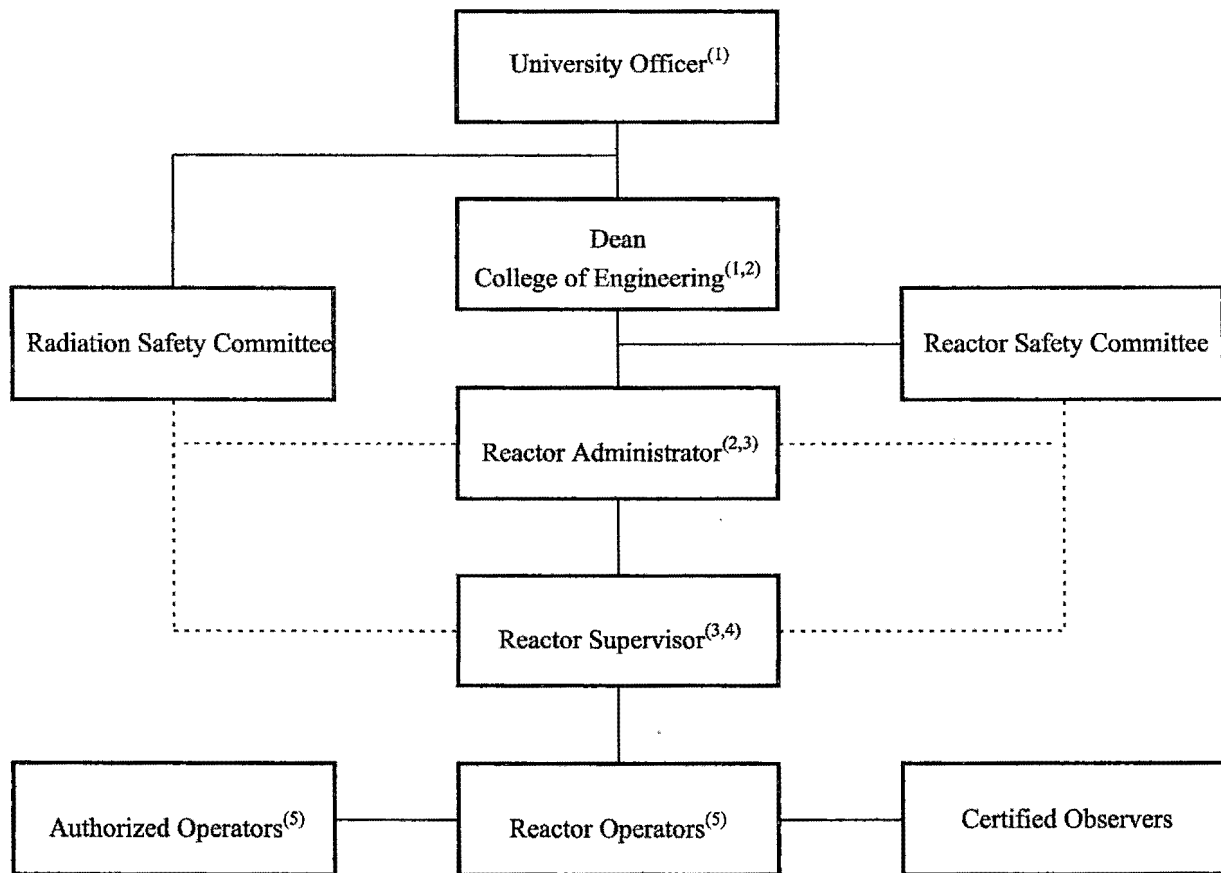 University Officer(1)
Dean
College of Engineering(1,2)
Radiation Safety Committee
Reactor Safety Committee
Reactor Administrator(2,3)
Reactor Supervisor(3,4)
Authorized Operators(5)
Reactor Operators(5)
Certified Observers